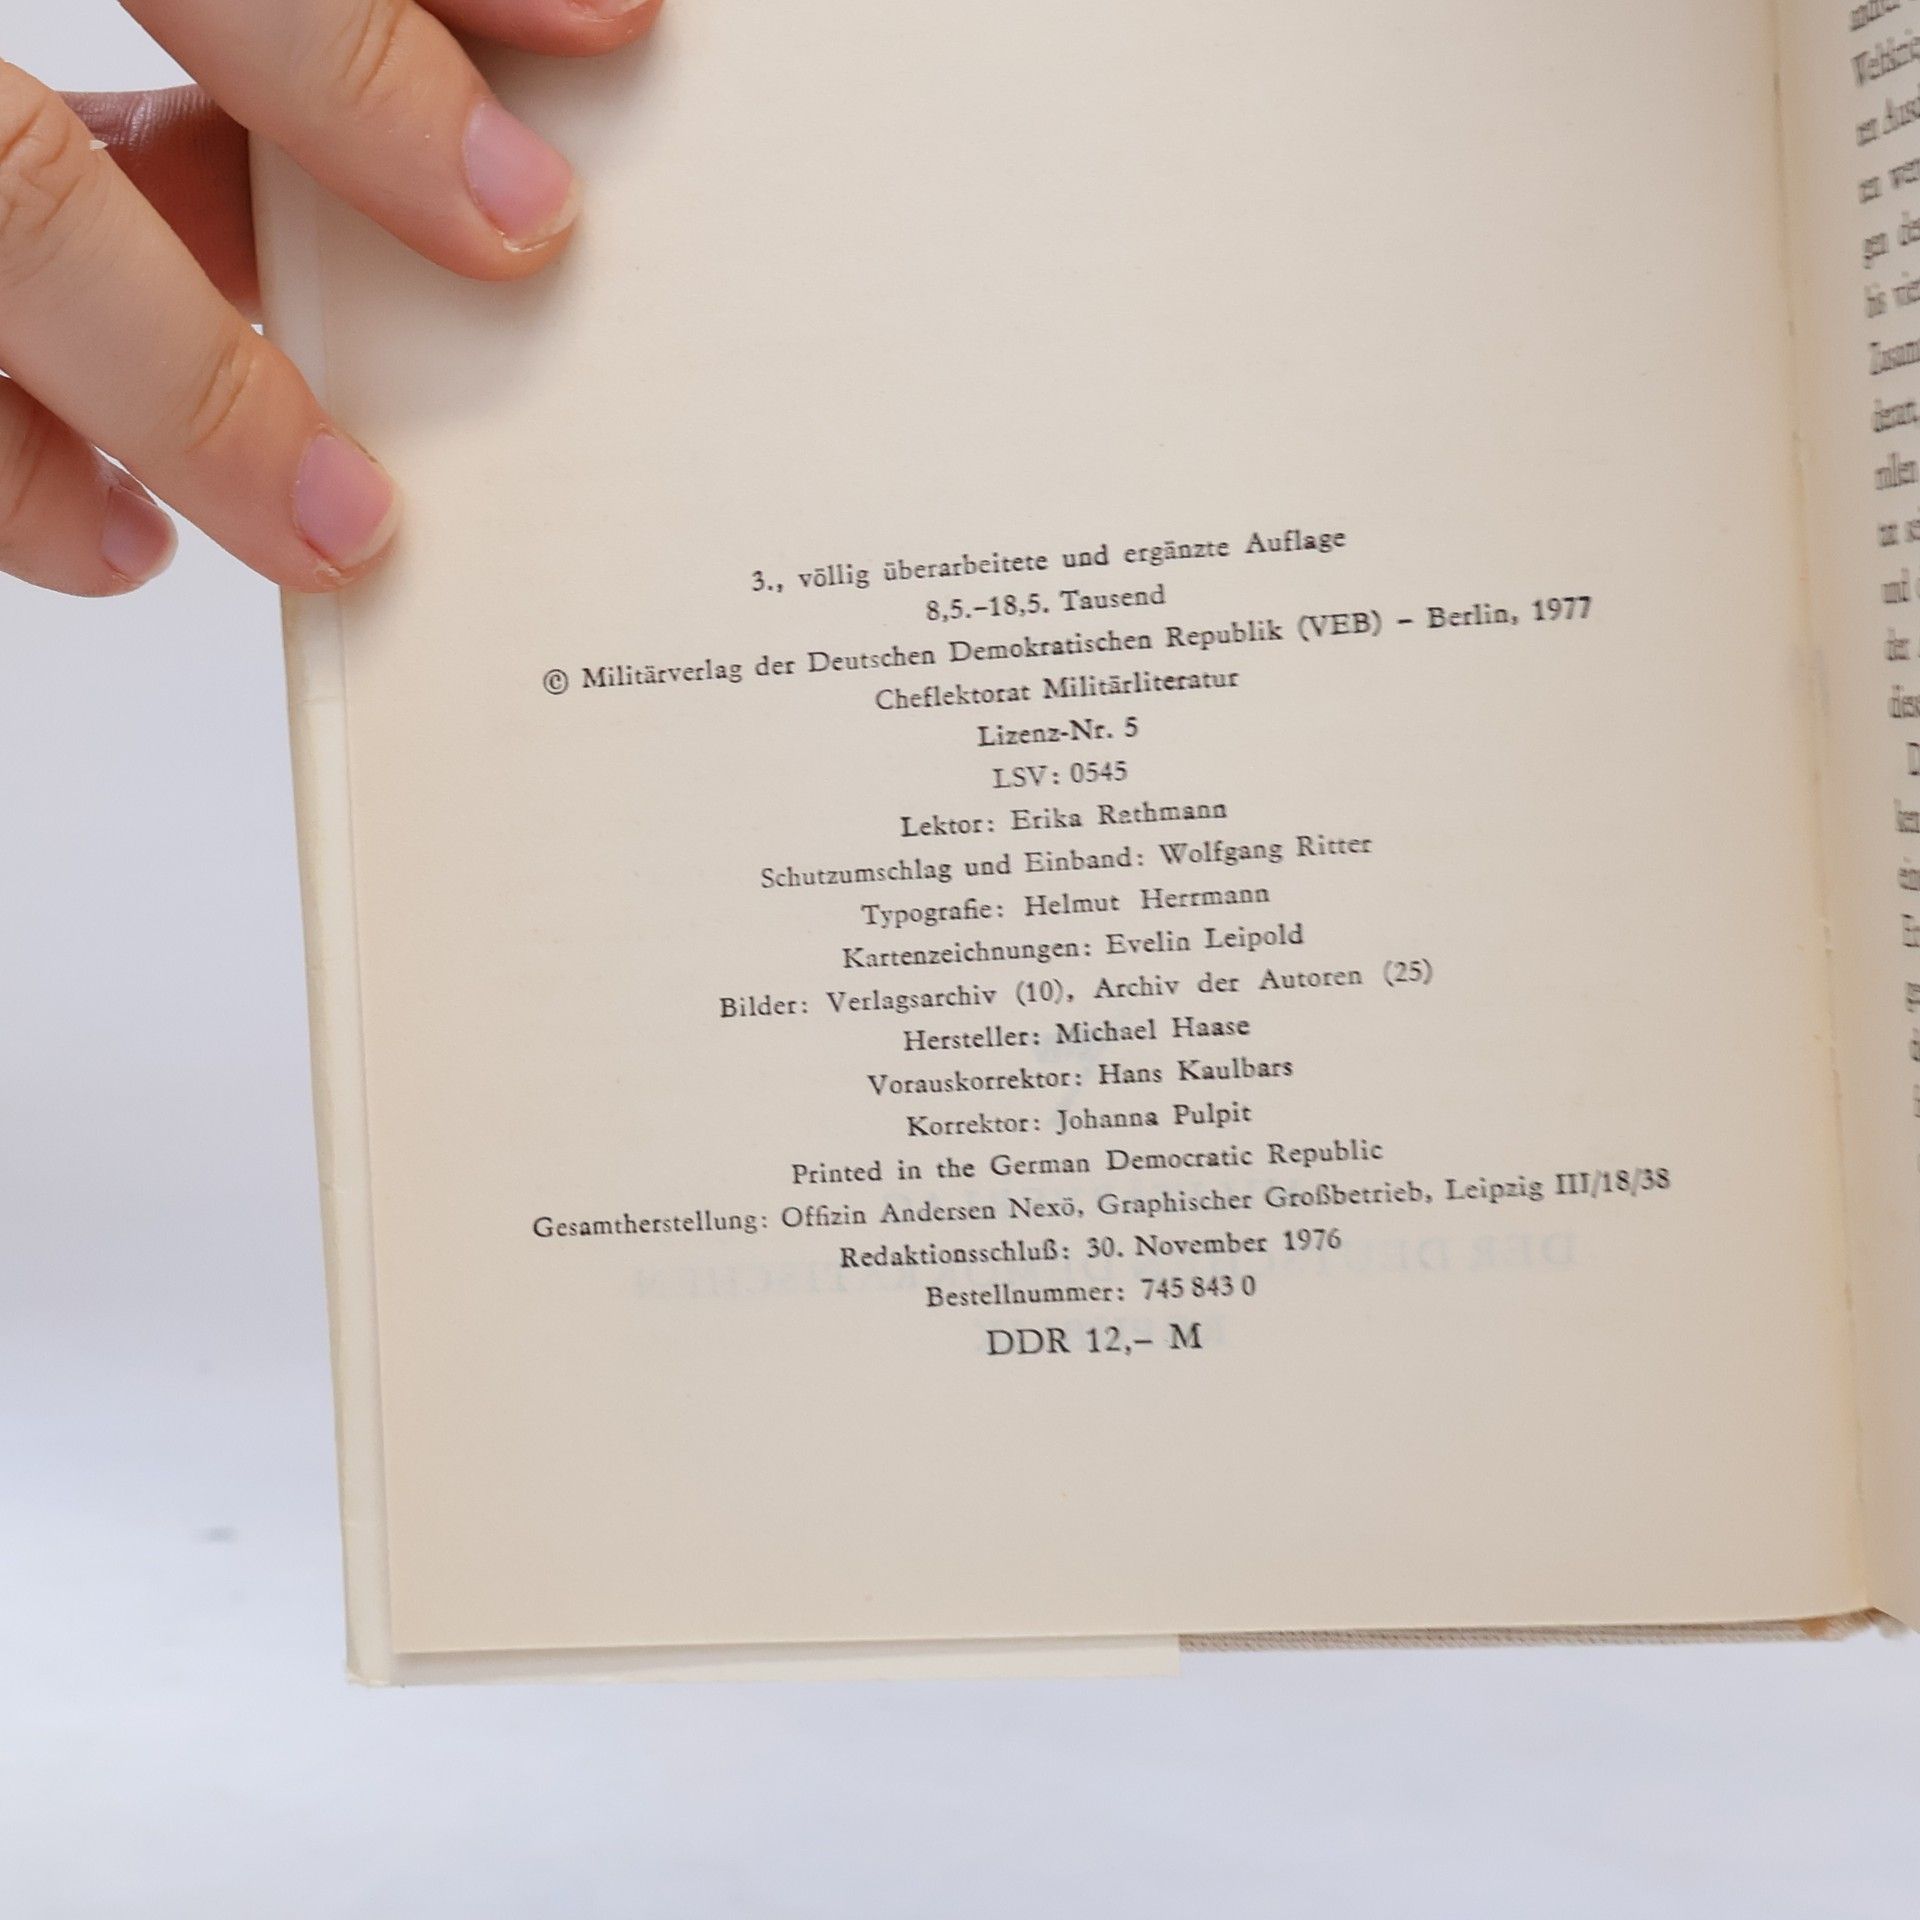 3., völlig überarbeitete und ergänzte Auflage
8,5.–18,5. Tausend
© Militärverlag der Deutschen Demokratischen Republik (VEB) – Berlin, 1977
Cheflektorat Militärliteratur
Lizenz-Nr. 5
LSV: 0545
Lektor: Erika Rathmann
Schutzumschlag und Einband: Wolfgang Ritter
Typografie: Helmut Herrmann
Kartenzeichnungen: Evelin Leipold
Bilder: Verlagsarchiv (10), Archiv der Autoren (25)
Hersteller: Michael Haase
Vorauskorrektor: Hans Kaulbars
Korrektor: Johanna Pulpit
Printed in the German Democratic Republic
Gesamtherstellung: Offizin Andersen Nexö, Graphischer Großbetrieb, Leipzig III/18/38
Redaktionsschluß: 30. November 1976
Bestellnummer: 745 843 0
DDR 12,– M